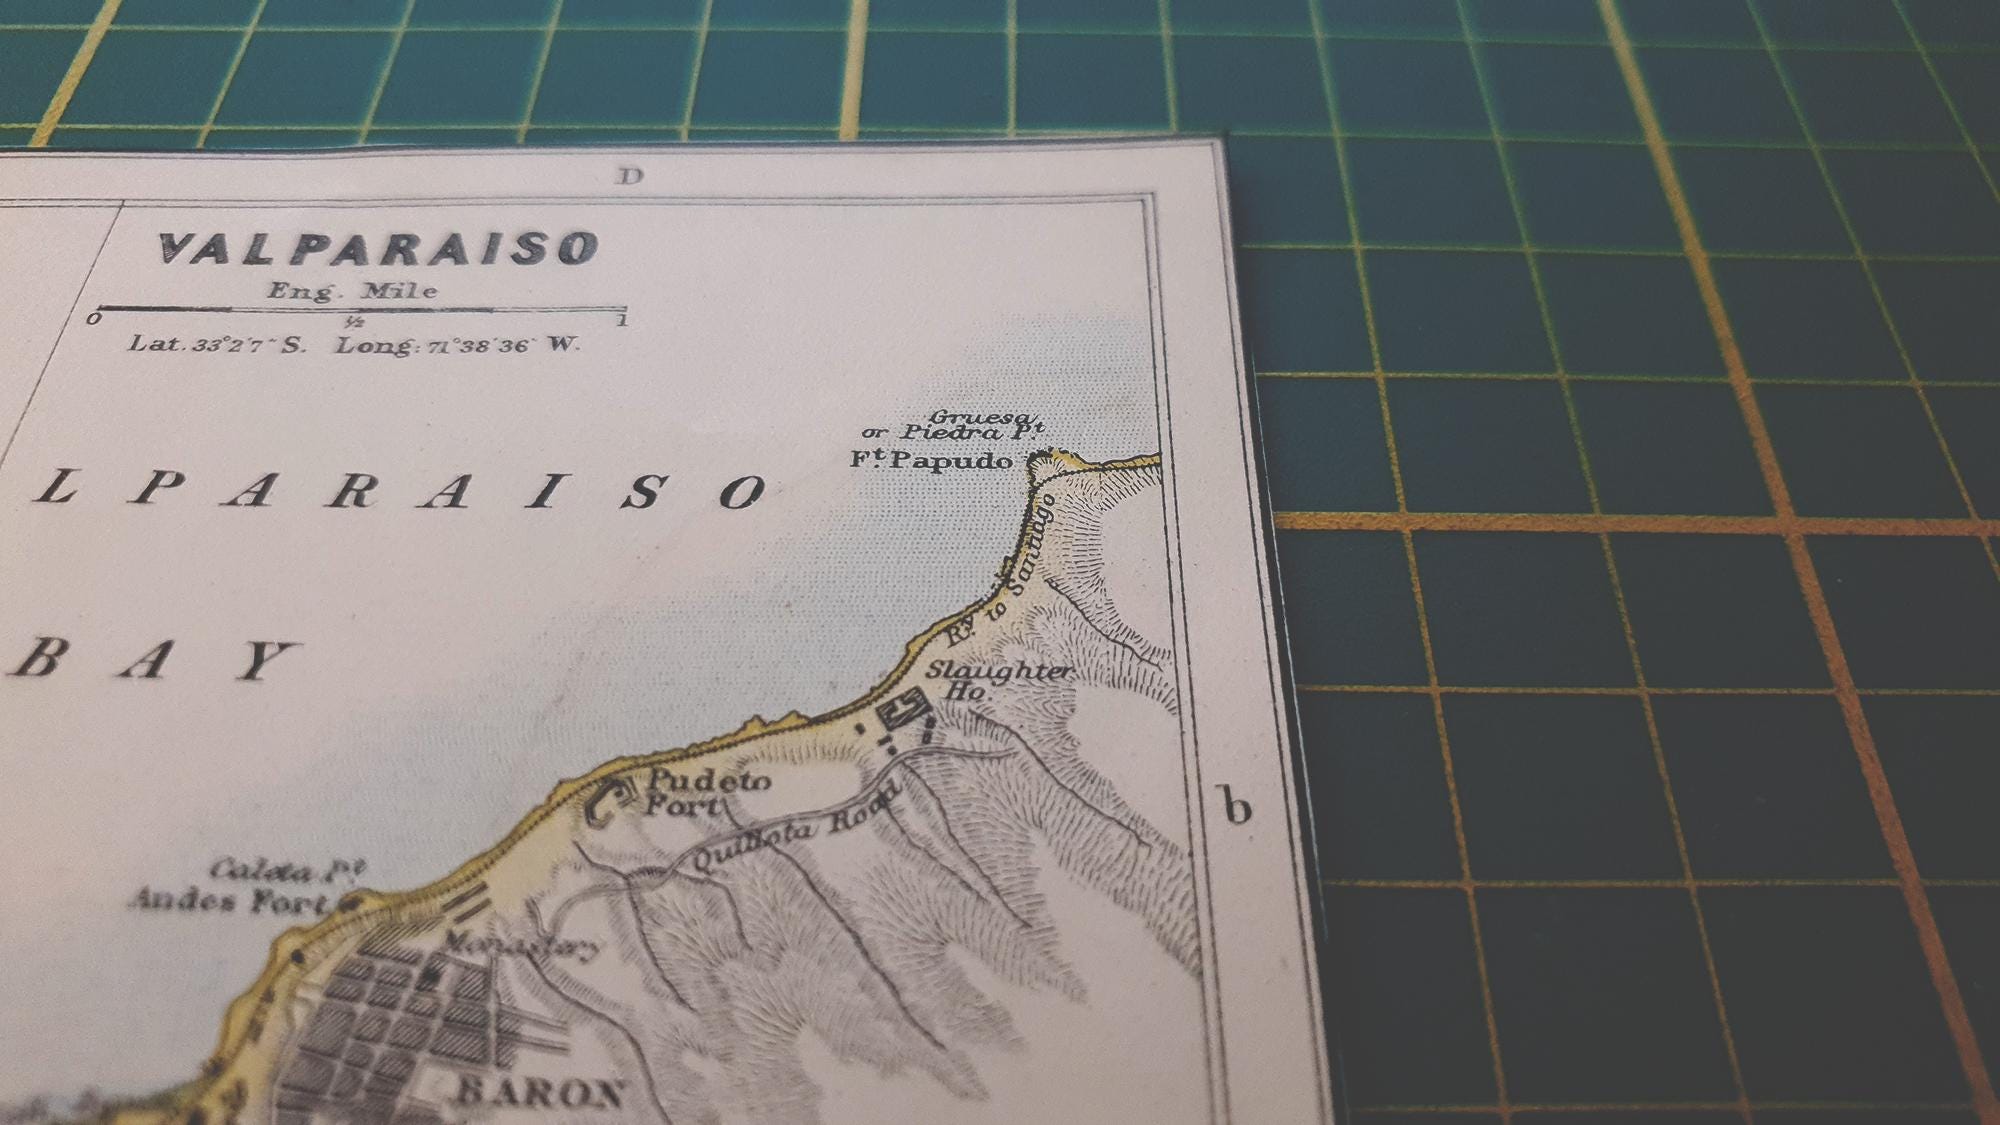 D
VALPARAISO
Eng. Mile
0 ½ 1
Lat. 33°2'7" S. Long: 71°38'36" W.
Gruesa
or Piedra Pt.
Ft. Papudo
LPARAISO
Ry. to Santiago
BAY
Slaughter
Ho.
Pudeto
Fort
Quillota Road
b
Caleta Pt.
Andes Fort
Monastery
BARON